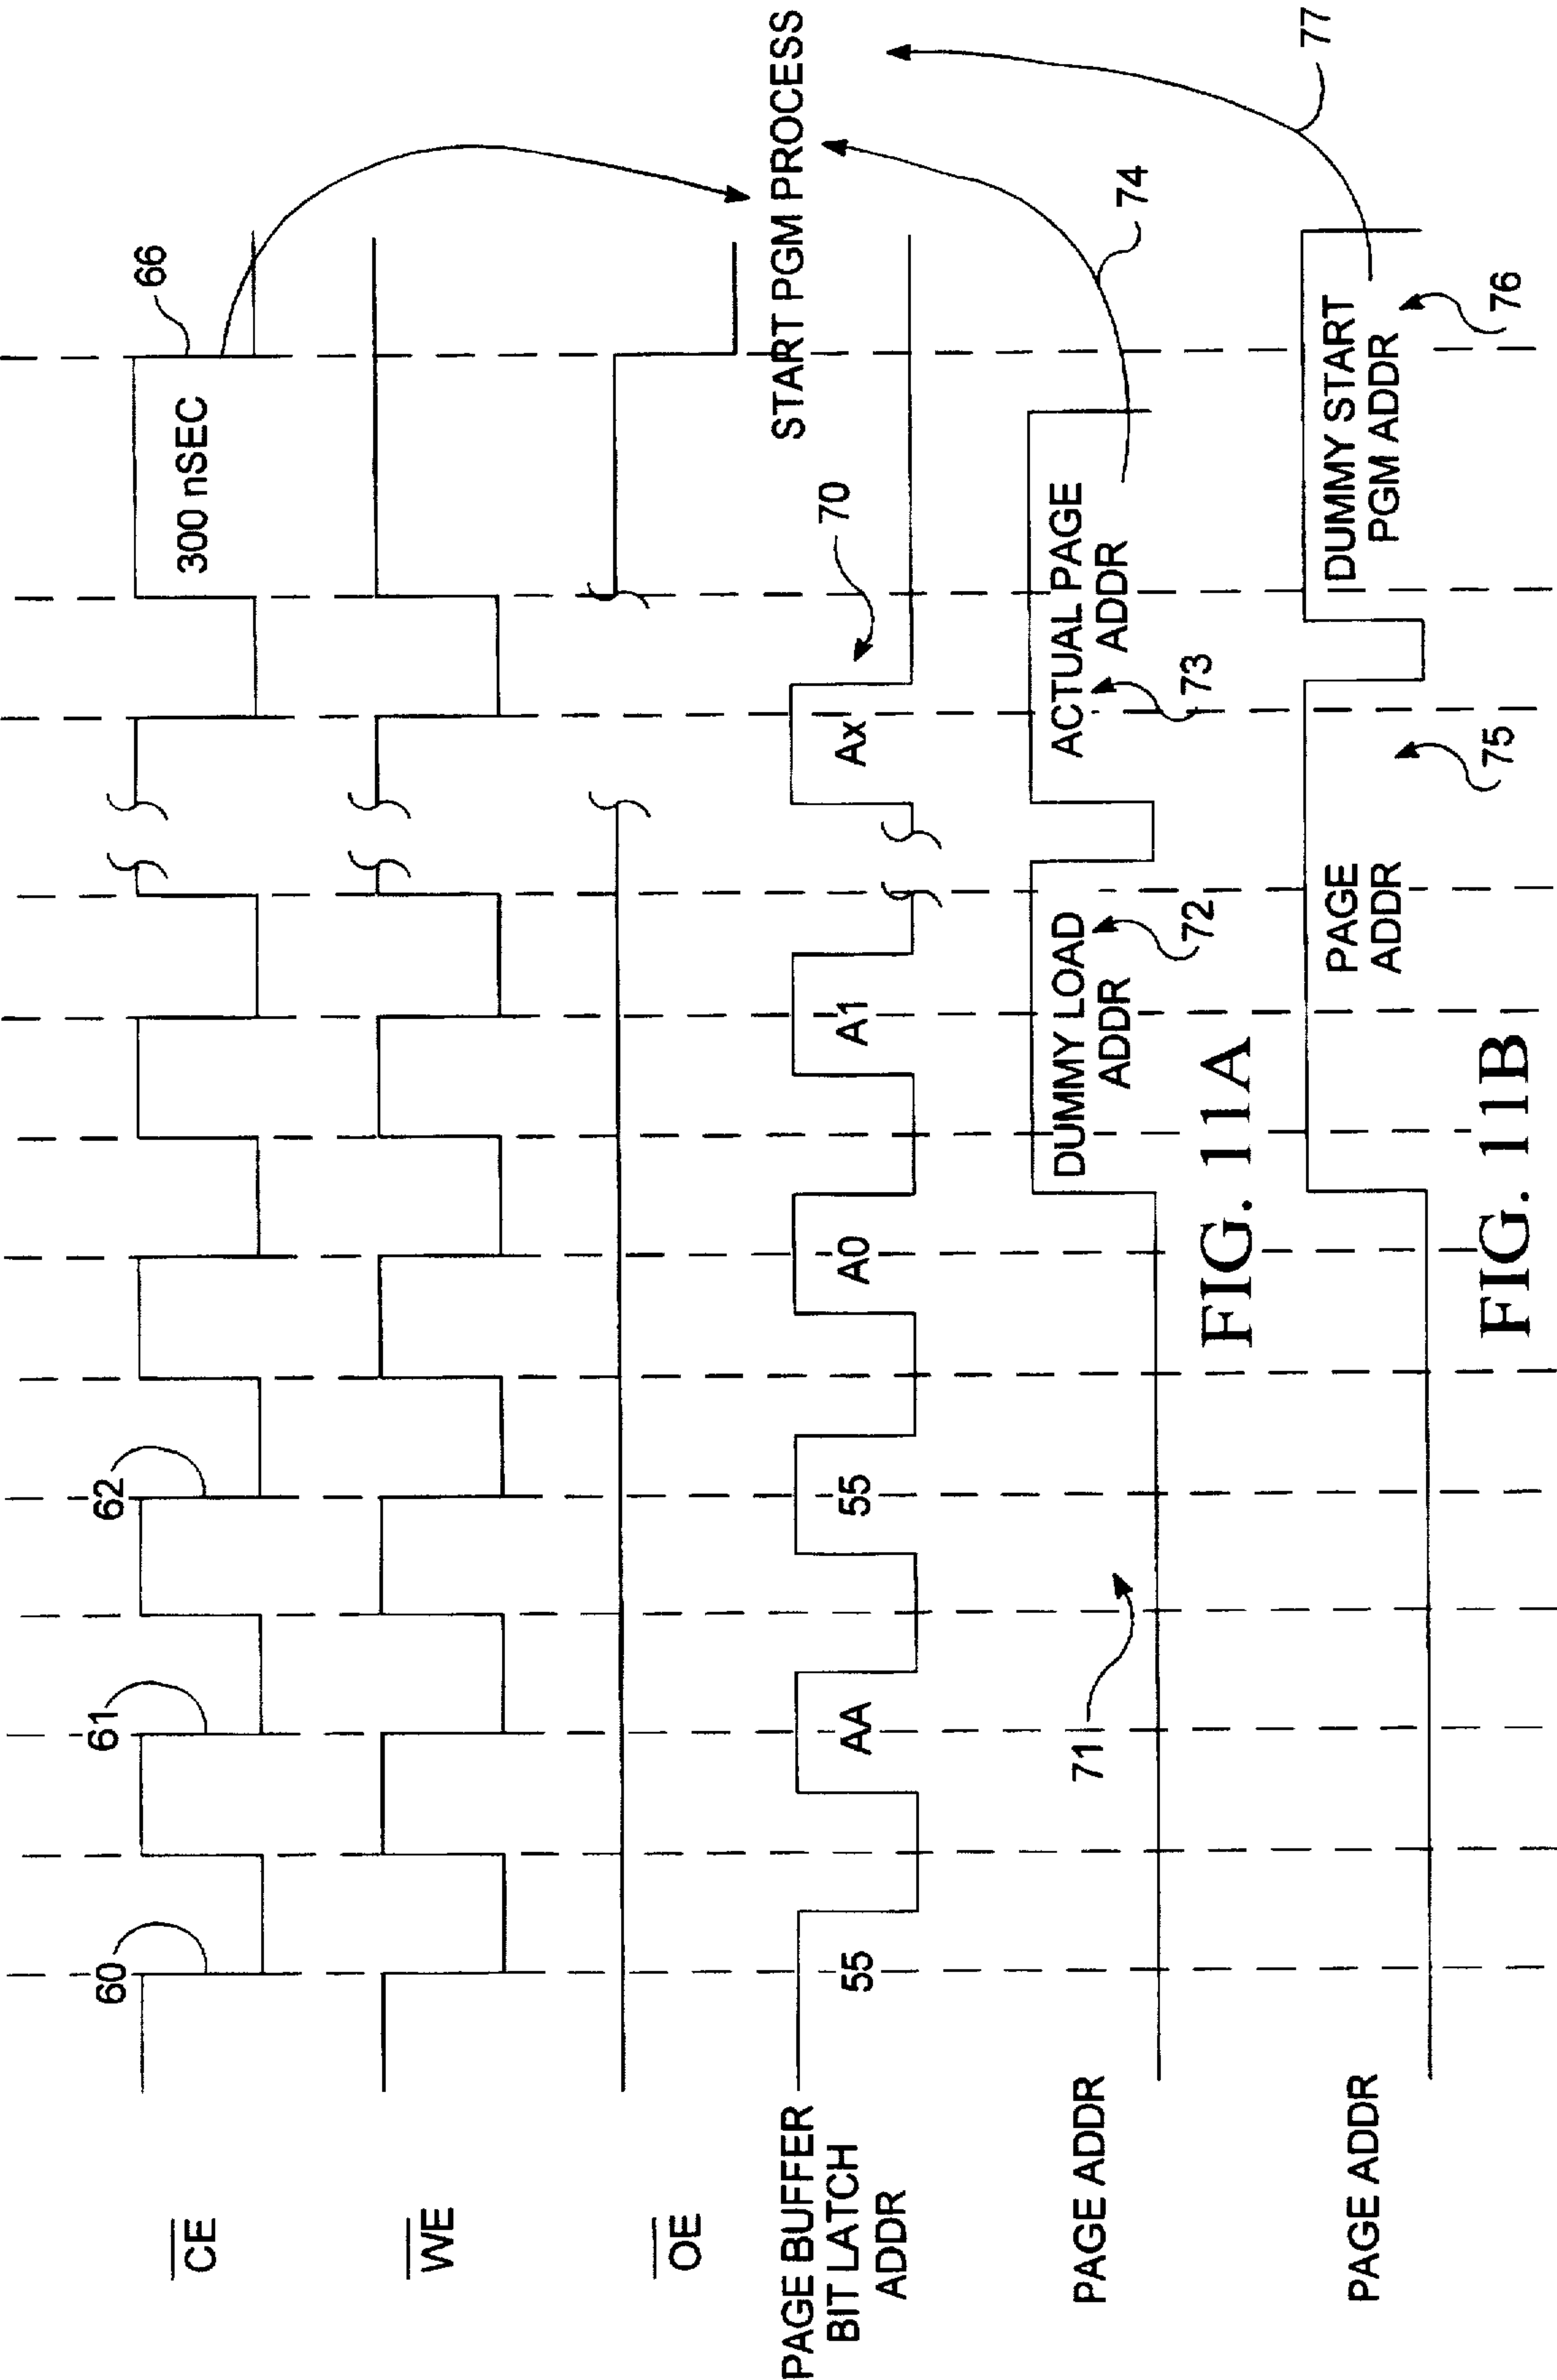 60
61
62
66
CE
300 nSEC
WE
OE
START PGM PROCESS
70
PAGE BUFFER
BIT LATCH
ADDR
55
AA
55
A0
A1
Ax
PAGE ADDR
71
DUMMY LOAD
ADDR
72
ACTUAL PAGE
ADDR
73
74
FIG. 11A
PAGE ADDR
PAGE
ADDR
75
DUMMY START
PGM ADDR
76
77
FIG. 11B